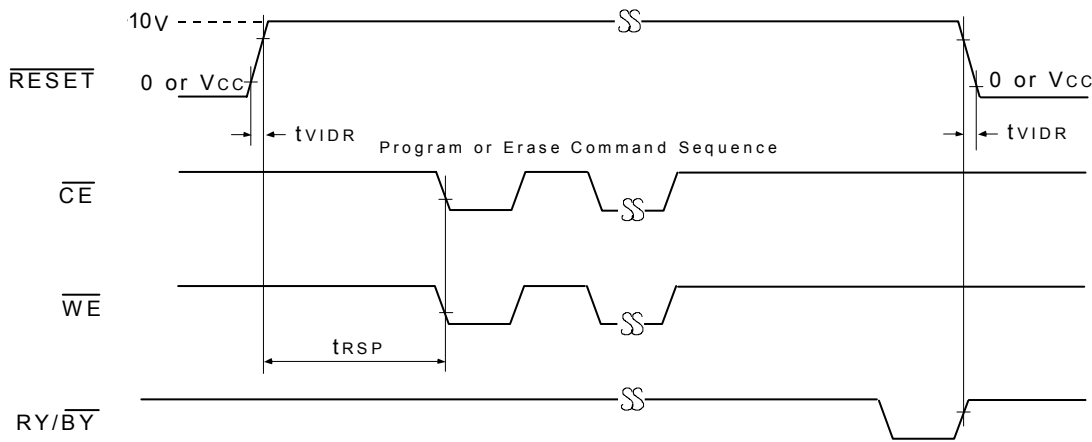 10V
RESET 0 or VCC 0 or VCC
tVIDR tVIDR
Program or Erase Command Sequence
CE
WE
tRSP
RY/BY